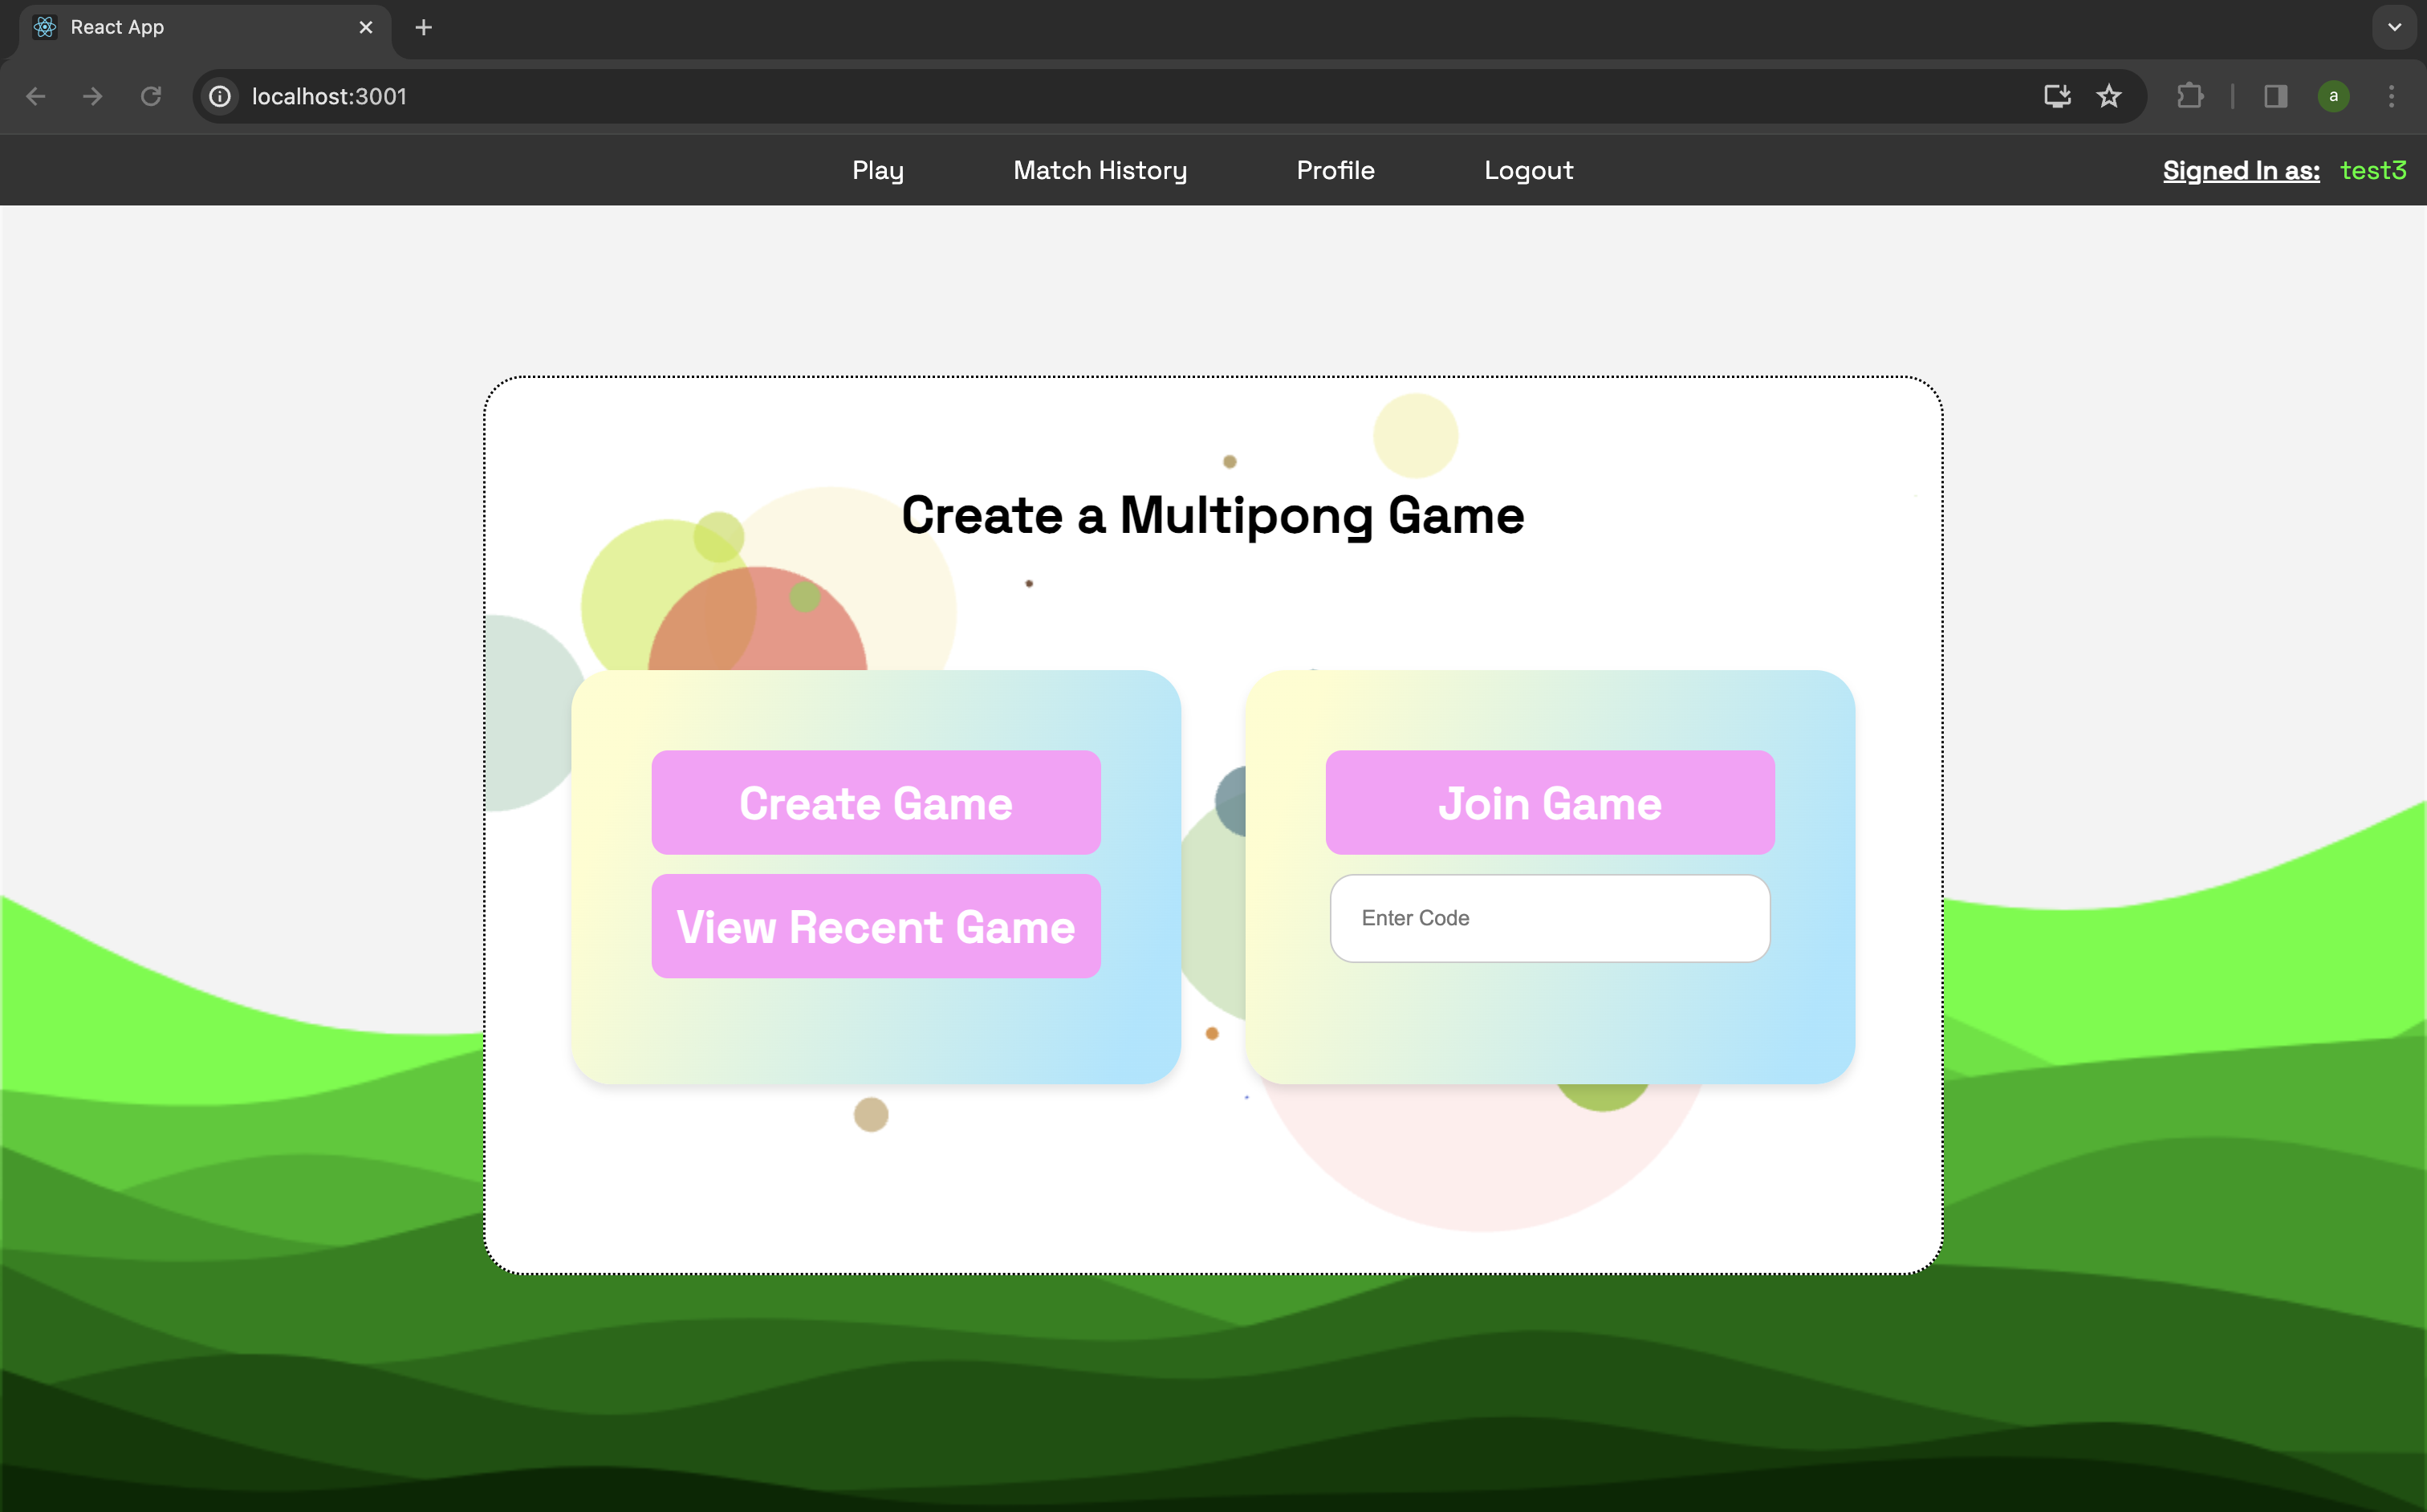 React App
localhost:3001
a
Play Match History Profile Logout Signed In as: test3
Create a Multipong Game
Create Game
View Recent Game
Join Game
Enter Code